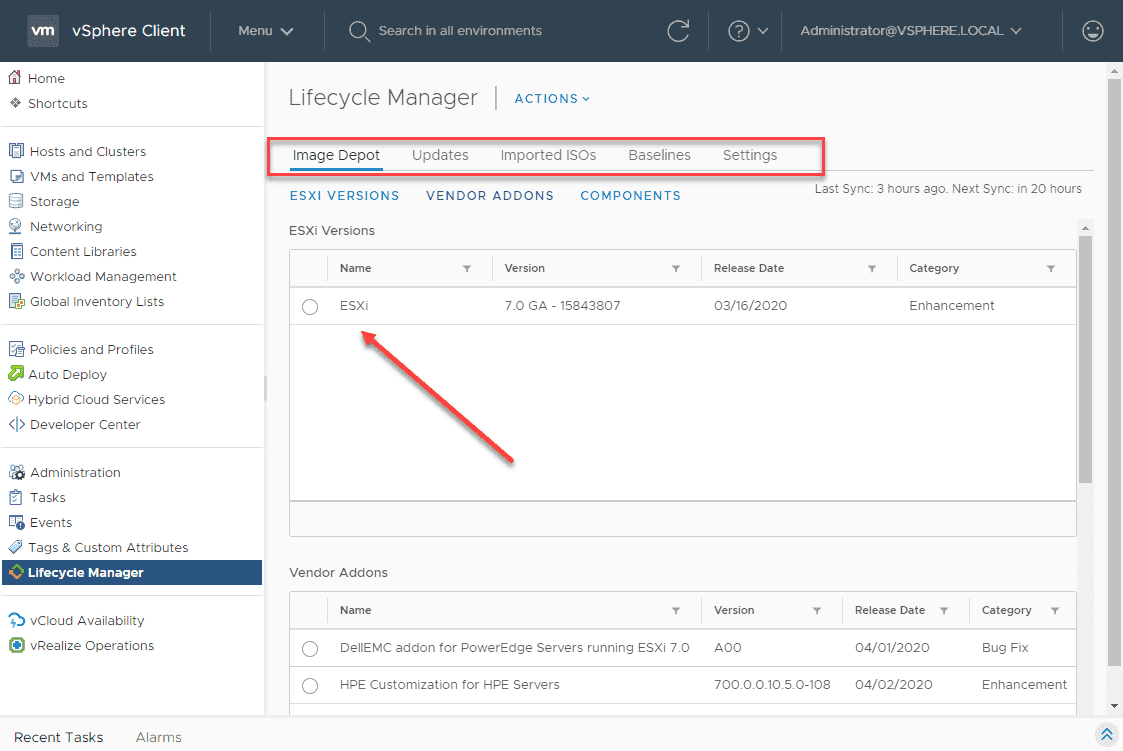 vm vSphere Client Menu Search in all environments ? Administrator@VSPHERE.LOCAL
Home
Shortcuts
Hosts and Clusters
VMs and Templates
Storage
Networking
Content Libraries
Workload Management
Global Inventory Lists
Policies and Profiles
Auto Deploy
Hybrid Cloud Services
Developer Center
Administration
Tasks
Events
Tags & Custom Attributes
Lifecycle Manager
vCloud Availability
vRealize Operations
Lifecycle Manager ACTIONS
Image Depot Updates Imported ISOs Baselines Settings
ESXI VERSIONS VENDOR ADDONS COMPONENTS
Last Sync: 3 hours ago. Next Sync: in 20 hours
ESXi Versions
Name Version Release Date Category
ESXi 7.0 GA - 15843807 03/16/2020 Enhancement
Vendor Addons
Name Version Release Date Category
DellEMC addon for PowerEdge Servers running ESXi 7.0 A00 04/01/2020 Bug Fix
HPE Customization for HPE Servers 700.0.0.10.5.0-108 04/02/2020 Enhancement
Recent Tasks Alarms